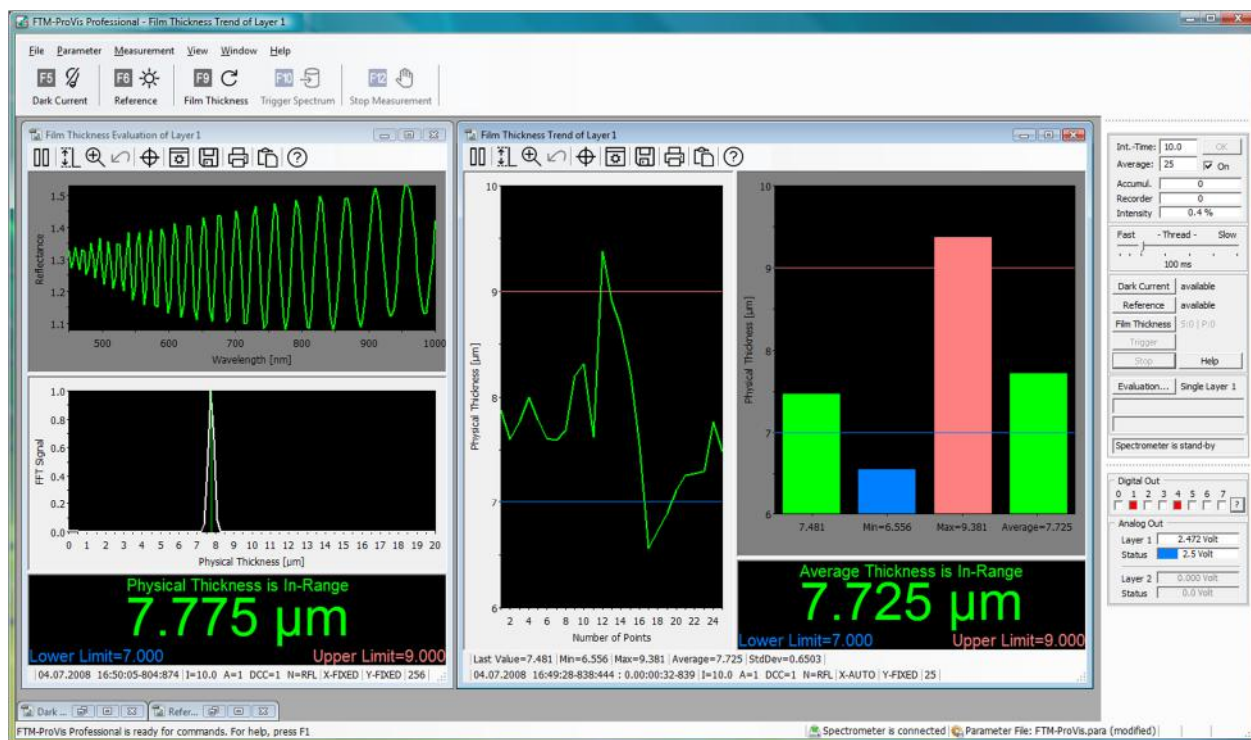 FTM-ProVis Professional - Film Thickness Trend of Layer 1
File Parameter Measurement View Window Help
F5 F6 F9 F10 F12
Dark Current Reference Film Thickness Trigger Spectrum Stop Measurement
Film Thickness Evaluation of Layer 1
1.5
1.4
1.3
1.2
1.1
Reflectance
500 600 700 800 900 1000
Wavelength [nm]
1.0
0.8
0.6
0.4
0.2
0.0
FFT Signal
0 1 2 3 4 5 6 7 8 9 10 11 12 13 14 15 16 17 18 19 20
Physical Thickness [µm]
Physical Thickness is In-Range
7.775 µm
Lower Limit=7.000 Upper Limit=9.000
04.07.2008 16:50:05-804:874 I=10.0 A=1 DCC=1 N=RFL X-FIXED Y-FIXED 256
Film Thickness Trend of Layer 1
10
9
8
7
6
Physical Thickness [µm]
2 4 6 8 10 12 14 16 18 20 22 24
Number of Points
10
9
8
7
6
Physical Thickness [µm]
7.481 Min=6.556 Max=9.381 Average=7.725
Average Thickness is In-Range
7.725 µm
Lower Limit=7.000 Upper Limit=9.000
Last Value=7.481 Min=6.556 Max=9.381 Average=7.725 StdDev=0.6503
04.07.2008 16:49:28-838:444 : 0.00:00:32-839 I=10.0 A=1 DCC=1 N=RFL X-AUTO Y-FIXED 25
Int.-Time: 10.0 OK
Average: 25 On
Accumul. 0
Recorder 0
Intensity 0.4 %
Fast - Thread - Slow
100 ms
Dark Current available
Reference available
Film Thickness S:0 | P:0
Trigger
Stop Help
Evaluation... Single Layer 1
Spectrometer is stand-by
Digital Out
0 1 2 3 4 5 6 7
?
Analog Out
Layer 1 2.472 Volt
Status 2.5 Volt
Layer 2 0.000 Volt
Status 0.0 Volt
Dark ... Refer...
FTM-ProVis Professional is ready for commands. For help, press F1
Spectrometer is connected Parameter File: FTM-ProVis.para (modified)